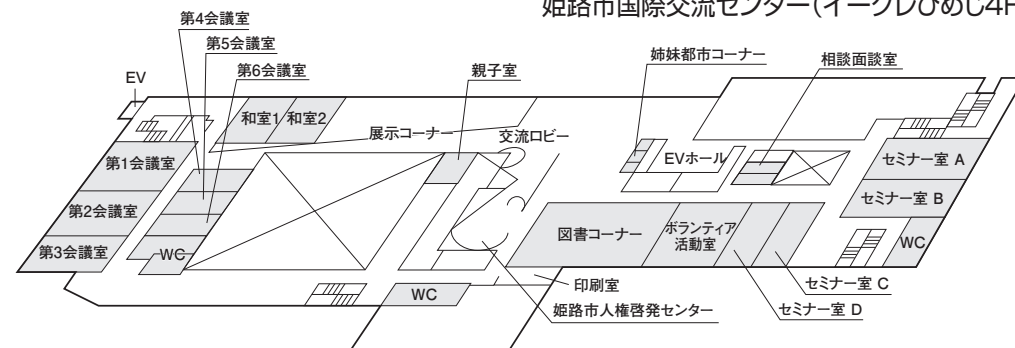 姫路市国際交流センター(イーグレひめじ4F
第4会議室
第5会議室
第6会議室
EV
親子室
姉妹都市コーナー
相談面談室
和室1
和室2
展示コーナー
交流ロビー
EVホール
第1会議室
第2会議室
第3会議室
WC
セミナー室 A
セミナー室 B
図書コーナー
ボランティア
活動室
WC
WC
印刷室
姫路市人権啓発センター
セミナー室 C
セミナー室 D